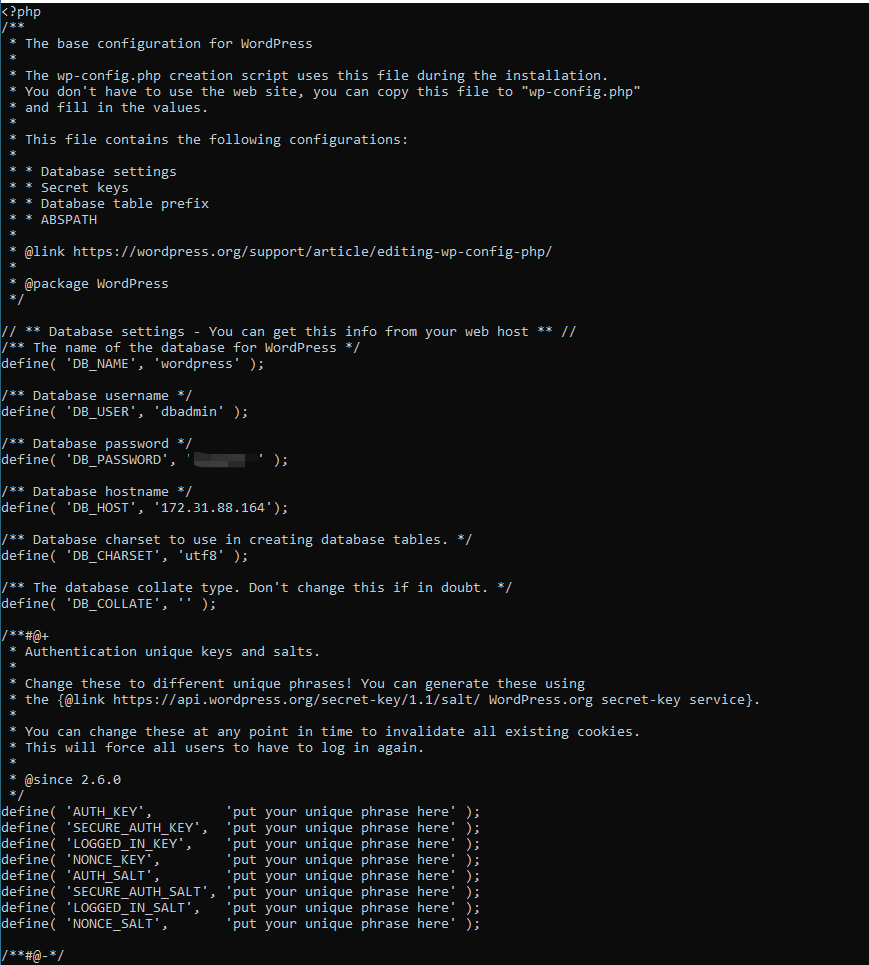 <?php
/**
 * The base configuration for WordPress
 *
 * The wp-config.php creation script uses this file during the installation.
 * You don't have to use the web site, you can copy this file to "wp-config.php"
 * and fill in the values.
 *
 * This file contains the following configurations:
 *
 * * Database settings
 * * Secret keys
 * * Database table prefix
 * * ABSPATH
 *
 * @link https://wordpress.org/support/article/editing-wp-config-php/
 *
 * @package WordPress
 */

// ** Database settings - You can get this info from your web host ** //
/** The name of the database for WordPress */
define( 'DB_NAME', 'wordpress' );

/** Database username */
define( 'DB_USER', 'dbadmin' );

/** Database password */
define( 'DB_PASSWORD', '' );

/** Database hostname */
define( 'DB_HOST', '172.31.88.164');

/** Database charset to use in creating database tables. */
define( 'DB_CHARSET', 'utf8' );

/** The database collate type. Don't change this if in doubt. */
define( 'DB_COLLATE', '' );

/**#@+
 * Authentication unique keys and salts.
 *
 * Change these to different unique phrases! You can generate these using
 * the {@link https://api.wordpress.org/secret-key/1.1/salt/ WordPress.org secret-key service}.
 *
 * You can change these at any point in time to invalidate all existing cookies.
 * This will force all users to have to log in again.
 *
 * @since 2.6.0
 */
define( 'AUTH_KEY',         'put your unique phrase here' );
define( 'SECURE_AUTH_KEY',  'put your unique phrase here' );
define( 'LOGGED_IN_KEY',    'put your unique phrase here' );
define( 'NONCE_KEY',        'put your unique phrase here' );
define( 'AUTH_SALT',        'put your unique phrase here' );
define( 'SECURE_AUTH_SALT', 'put your unique phrase here' );
define( 'LOGGED_IN_SALT',   'put your unique phrase here' );
define( 'NONCE_SALT',       'put your unique phrase here' );

/**#@-*/